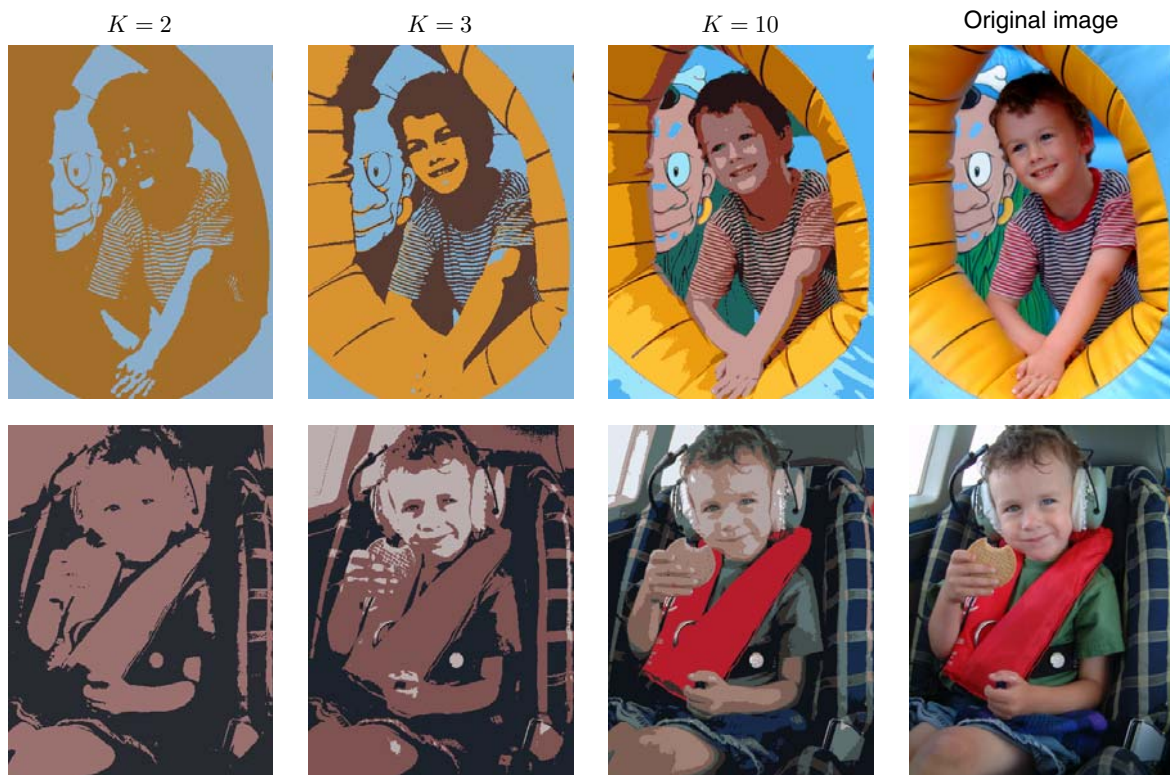 K = 2
K = 3
K = 10
Original image